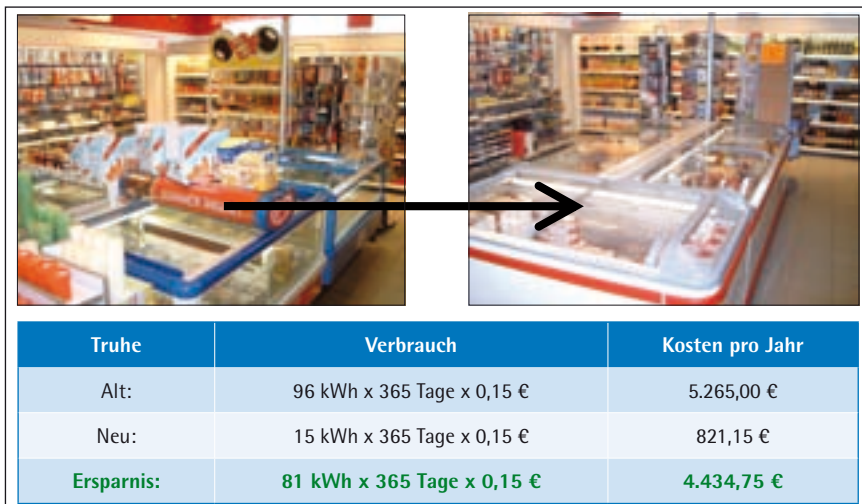 Truhe Verbrauch Kosten pro Jahr
Alt: 96 kWh x 365 Tage x 0,15 € 5.265,00 €
Neu: 15 kWh x 365 Tage x 0,15 € 821,15 €
Ersparnis: 81 kWh x 365 Tage x 0,15 € 4.434,75 €